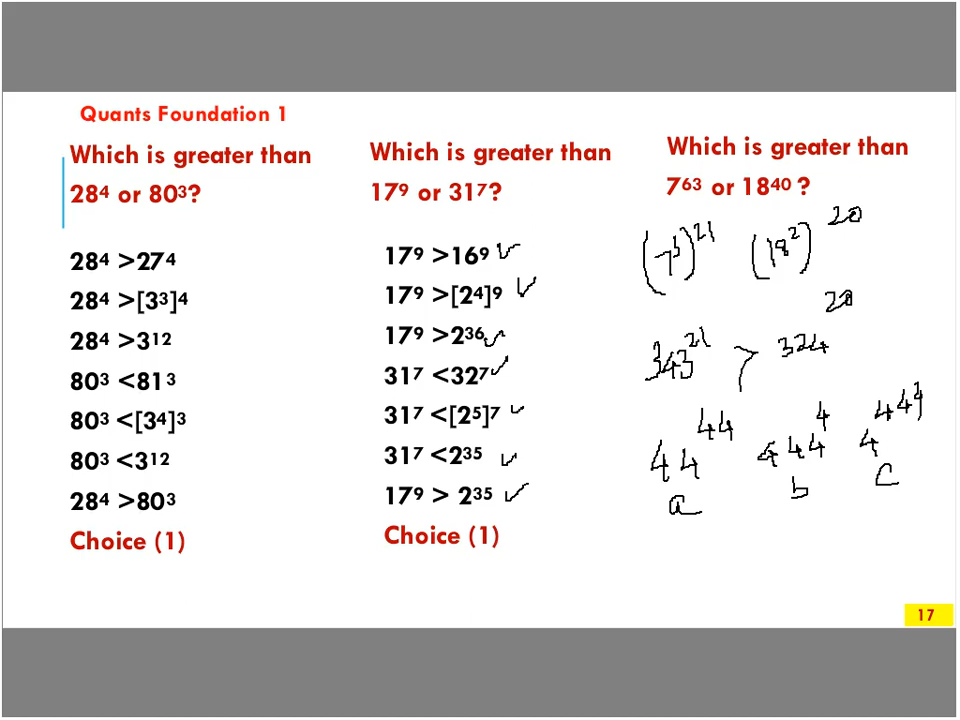 Quants Foundation 1
Which is greater than
28⁴ or 80³?
28⁴ >27⁴
28⁴ >[3³]⁴
28⁴ >3¹²
80³ <81³
80³ <[3⁴]³
80³ <3¹²
28⁴ >80³
Choice (1)
Which is greater than
17⁹ or 31⁷?
17⁹ >16⁹
17⁹ >[2⁴]⁹
17⁹ >2³⁶
31⁷ <32⁷
31⁷ <[2⁵]⁷
31⁷ <2³⁵
17⁹ > 2³⁵
Choice (1)
Which is greater than
7⁶³ or 18⁴⁰ ?
(7³)²¹ (18²)²⁰
343²¹ > 324²⁰
44⁴⁴ 444⁴ 4⁴⁴⁴
a b c
17